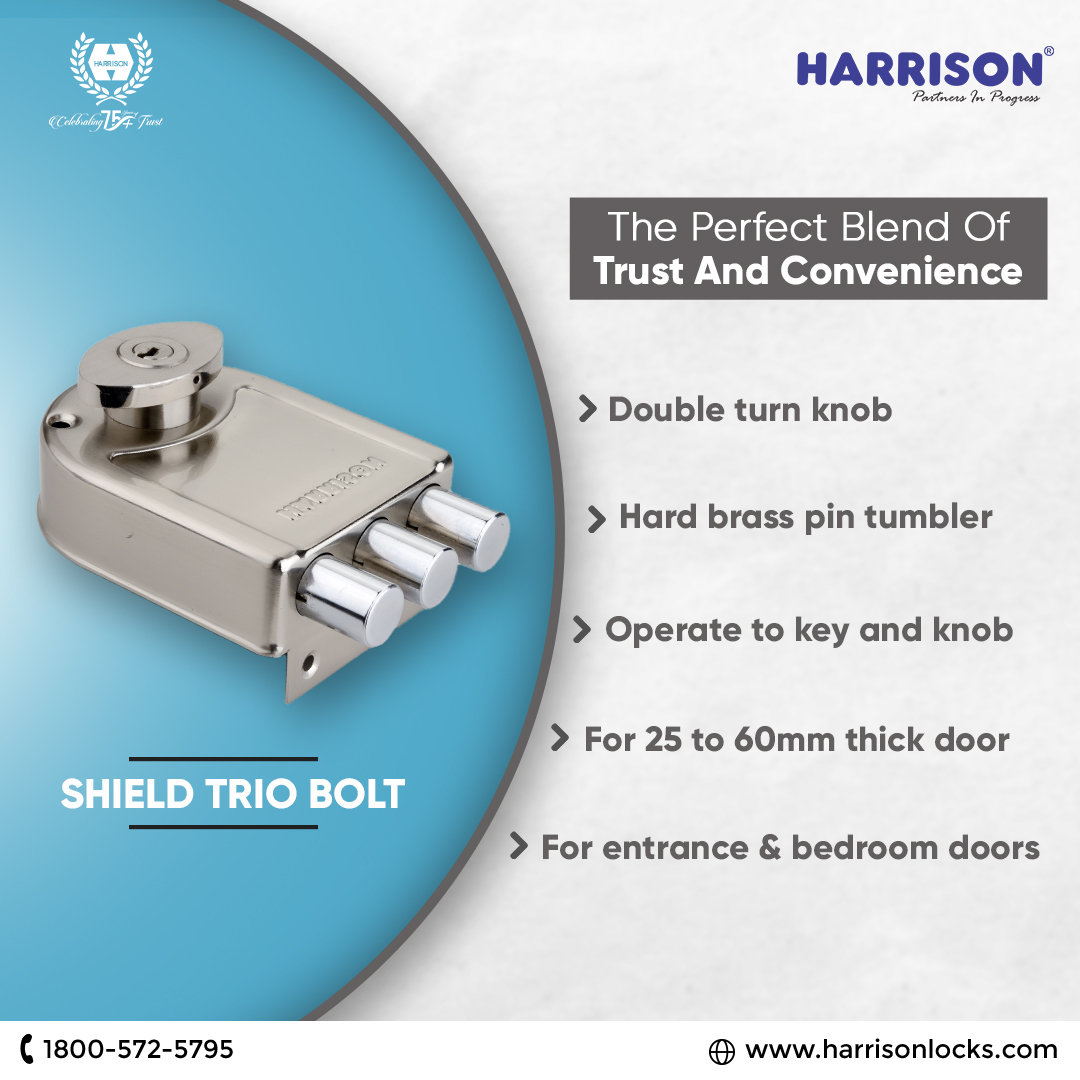 HARRISON
Celebrating 75+ Years of Trust
HARRISON®
Partners In Progress
The Perfect Blend Of
Trust And Convenience
Double turn knob
Hard brass pin tumbler
Operate to key and knob
For 25 to 60mm thick door
For entrance & bedroom doors
HARRISON
SHIELD TRIO BOLT
1800-572-5795
www.harrisonlocks.com